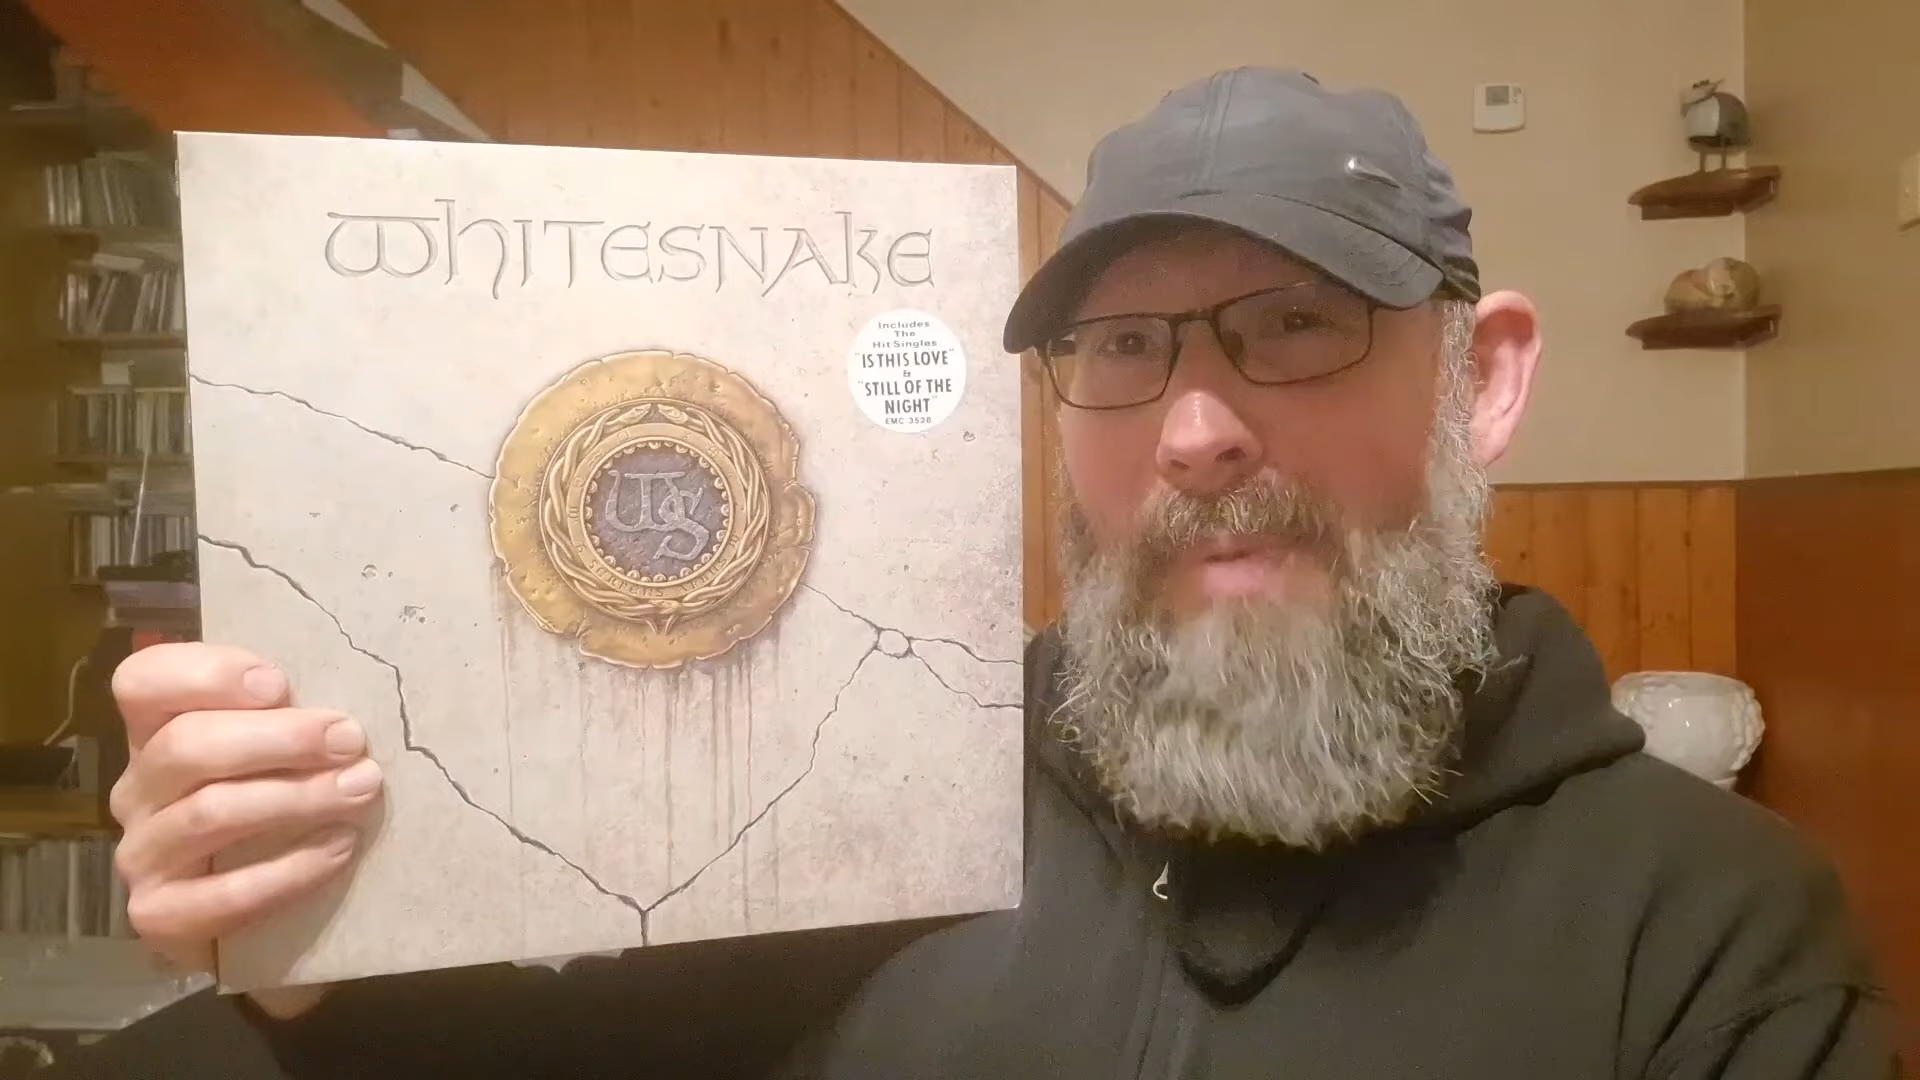 WHITESNAKE
Includes
The
Hit Singles
"IS THIS LOVE"
&
"STILL OF THE
NIGHT"
EMC 3528
WS